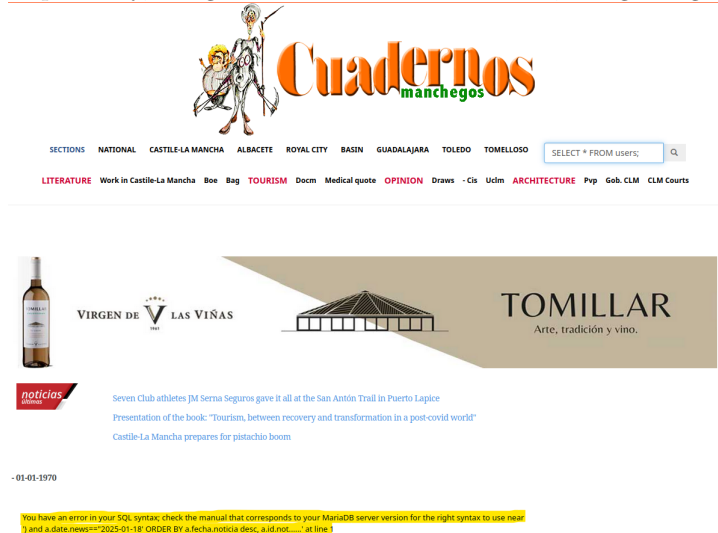 Cuadernos
manchegos
SECTIONS NATIONAL CASTILE-LA MANCHA ALBACETE ROYAL CITY BASIN GUADALAJARA TOLEDO TOMELLOSO SELECT * FROM users;
LITERATURE Work in Castile-La Mancha Boe Bag TOURISM Docm Medical quote OPINION Draws - Cis Uclm ARCHITECTURE Pvp Gob. CLM CLM Courts
TOMILLAR
VIRGEN DE V LAS VIÑAS
1961
TOMILLAR
Arte, tradición y vino.
noticias
últimas
Seven Club athletes JM Serna Seguros gave it all at the San Antón Trail in Puerto Lapice
Presentation of the book: "Tourism, between recovery and transformation in a post-covid world"
Castile-La Mancha prepares for pistachio boom
- 01-01-1970
You have an error in your SQL syntax; check the manual that corresponds to your MariaDB server version for the right syntax to use near
') and a.date.news=="2025-01-18' ORDER BY a.fecha.noticia desc, a.id.not......' at line 1